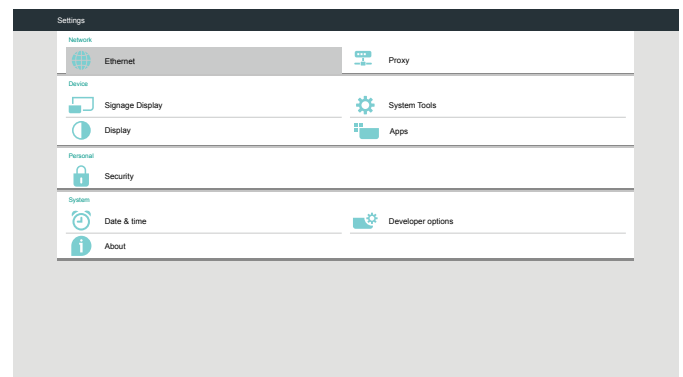 Settings
Network
Ethernet
Proxy
Device
Signage Display
System Tools
Display
Apps
Personal
Security
System
Date & time
Developer options
About